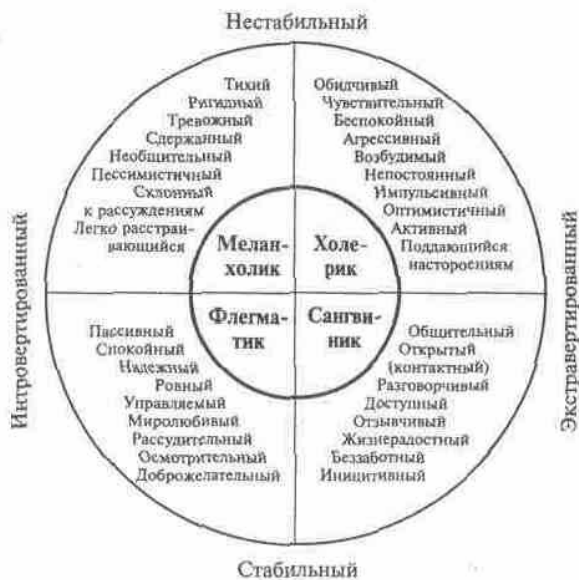 Нестабильный
Тихий
Ригидный
Тревожный
Сдержанный
Необщительный
Пессимистичный
Склонный
к рассуждениям
Легко расстраи-
вающийся
Обидчивый
Чувствительный
Беспокойный
Агрессивный
Возбудимый
Непостоянный
Импульсивный
Оптимистичный
Активный
Поддающийся
настороениям
Интровертированный
Мелан-
холик
Холе-
рик
Экстравертированный
Флегма-
тик
Сангви-
ник
Пассивный
Спокойный
Надежный
Ровный
Управляемый
Миролюбивый
Рассудительный
Осмотрительный
Доброжелательный
Общительный
Открытый
(контактный)
Разговорчивый
Доступный
Отзывчивый
Жизнерадостный
Беззаботный
Иницитивный
Стабильный